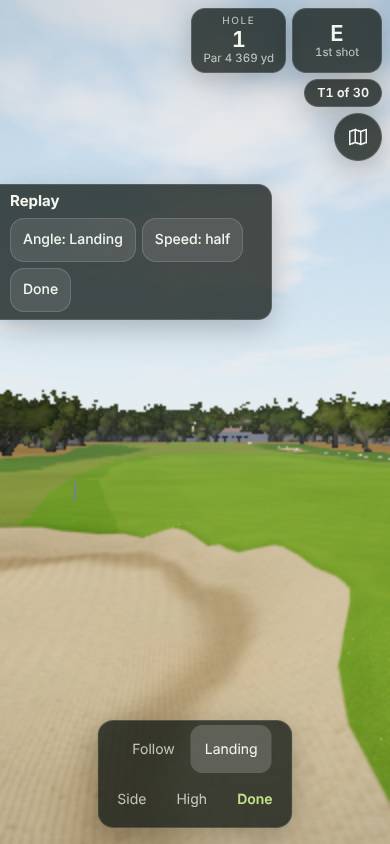 HOLE
1
Par 4 369 yd
E
1st shot
T1 of 30
Replay
Angle: Landing
Speed: half
Done
Follow
Landing
Side
High
Done